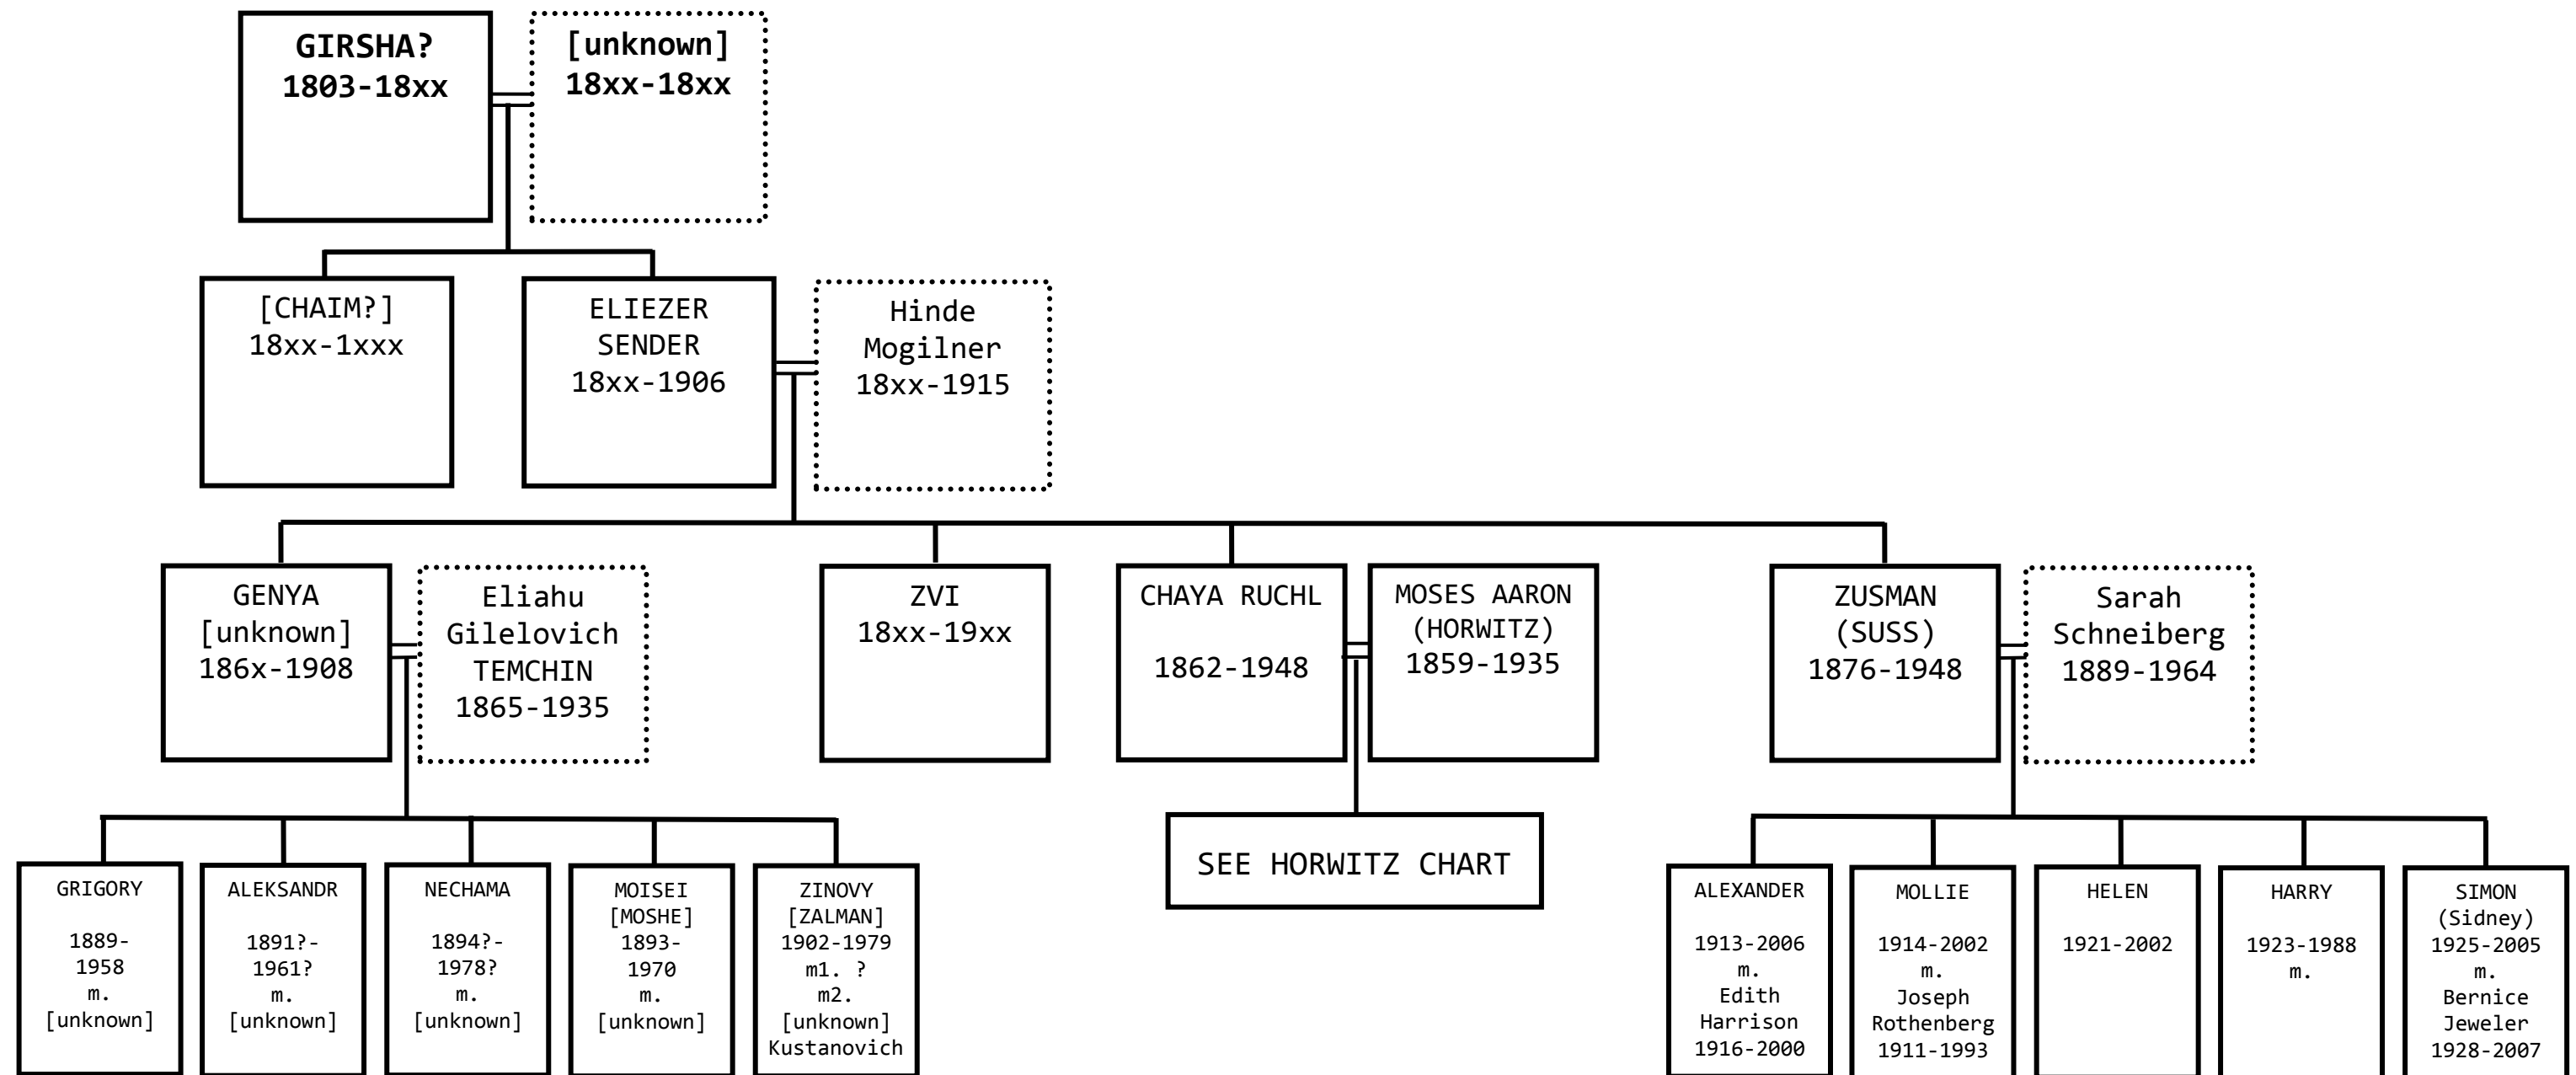 GIRSHA?
1803-18xx
[unknown]
18xx-18xx
[CHAIM?]
18xx-1xxx
ELIEZER
SENDER
18xx-1906
Hinde
Mogilner
18xx-1915
GENYA
[unknown]
186x-1908
Eliahu
Gilelovich
TEMCHIN
1865-1935
ZVI
18xx-19xx
CHAYA RUCHL
1862-1948
MOSES AARON
(HORWITZ)
1859-1935
ZUSMAN
(SUSS)
1876-1948
Sarah
Schneiberg
1889-1964
GRIGORY
1889-
1958
m.
[unknown]
ALEKSANDR
1891?-
1961?
m.
[unknown]
NECHAMA
1894?-
1978?
m.
[unknown]
MOISEI
[MOSHE]
1893-
1970
m.
[unknown]
ZINOVY
[ZALMAN]
1902-1979
m1. ?
m2.
[unknown]
Kustanovich
SEE HORWITZ CHART
ALEXANDER
1913-2006
m.
Edith
Harrison
1916-2000
MOLLIE
1914-2002
m.
Joseph
Rothenberg
1911-1993
HELEN
1921-2002
HARRY
1923-1988
m.
SIMON
(Sidney)
1925-2005
m.
Bernice
Jeweler
1928-2007